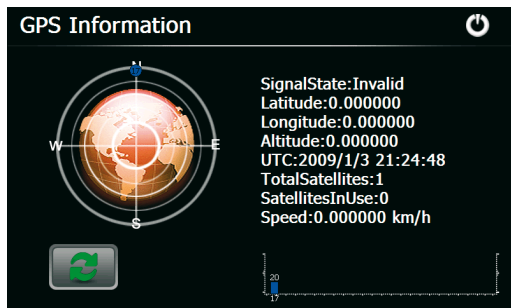 GPS Information
N
17
W
E
S
SignalState:Invalid
Latitude:0.000000
Longitude:0.000000
Altitude:0.000000
UTC:2009/1/3 21:24:48
TotalSatellites:1
SatellitesInUse:0
Speed:0.000000 km/h
20
17